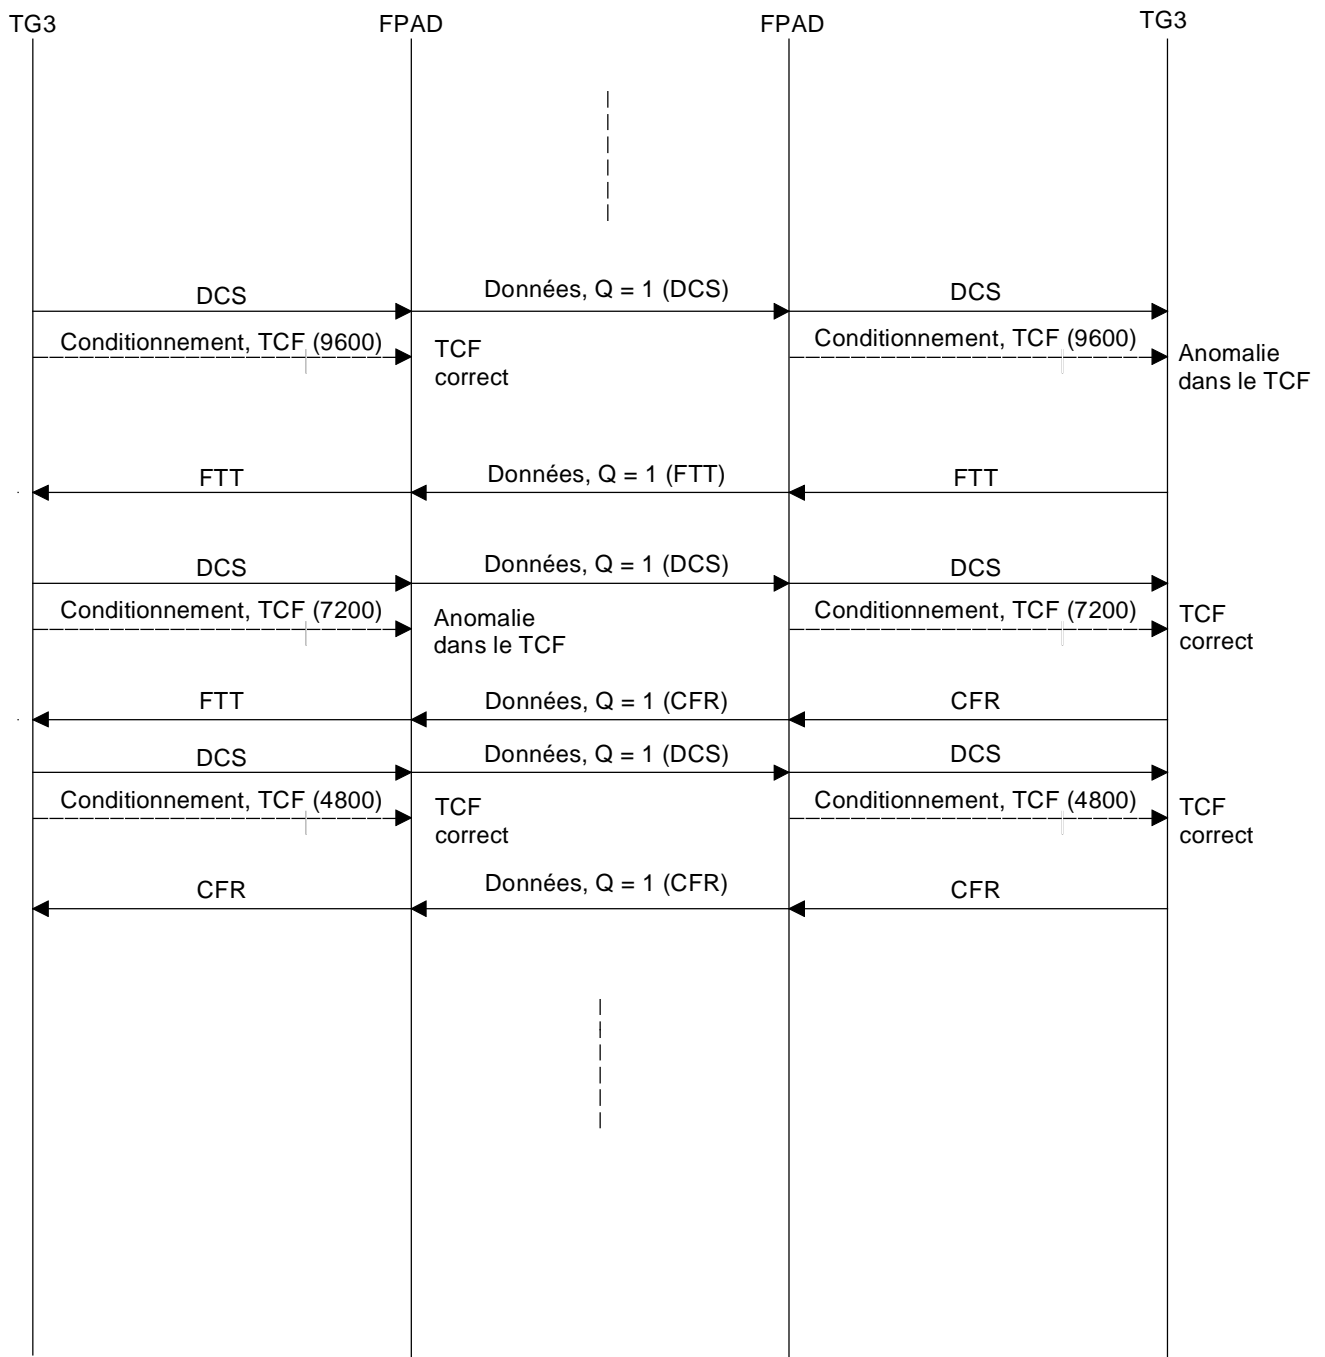 TG3
FPAD
FPAD
TG3
DCS
Données, Q = 1 (DCS)
DCS
Conditionnement, TCF (9600)
TCF
correct
Conditionnement, TCF (9600)
Anomalie
dans le TCF
FTT
Données, Q = 1 (FTT)
FTT
DCS
Données, Q = 1 (DCS)
DCS
Conditionnement, TCF (7200)
Anomalie
dans le TCF
Conditionnement, TCF (7200)
TCF
correct
FTT
Données, Q = 1 (CFR)
CFR
DCS
Données, Q = 1 (DCS)
DCS
Conditionnement, TCF (4800)
TCF
correct
Conditionnement, TCF (4800)
TCF
correct
CFR
Données, Q = 1 (CFR)
CFR